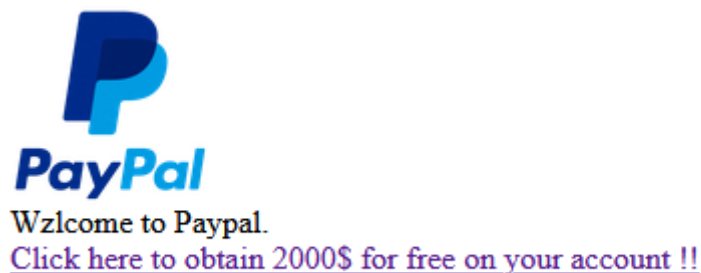 PayPal
Wzlcome to Paypal.
Click here to obtain 2000$ for free on your account !!